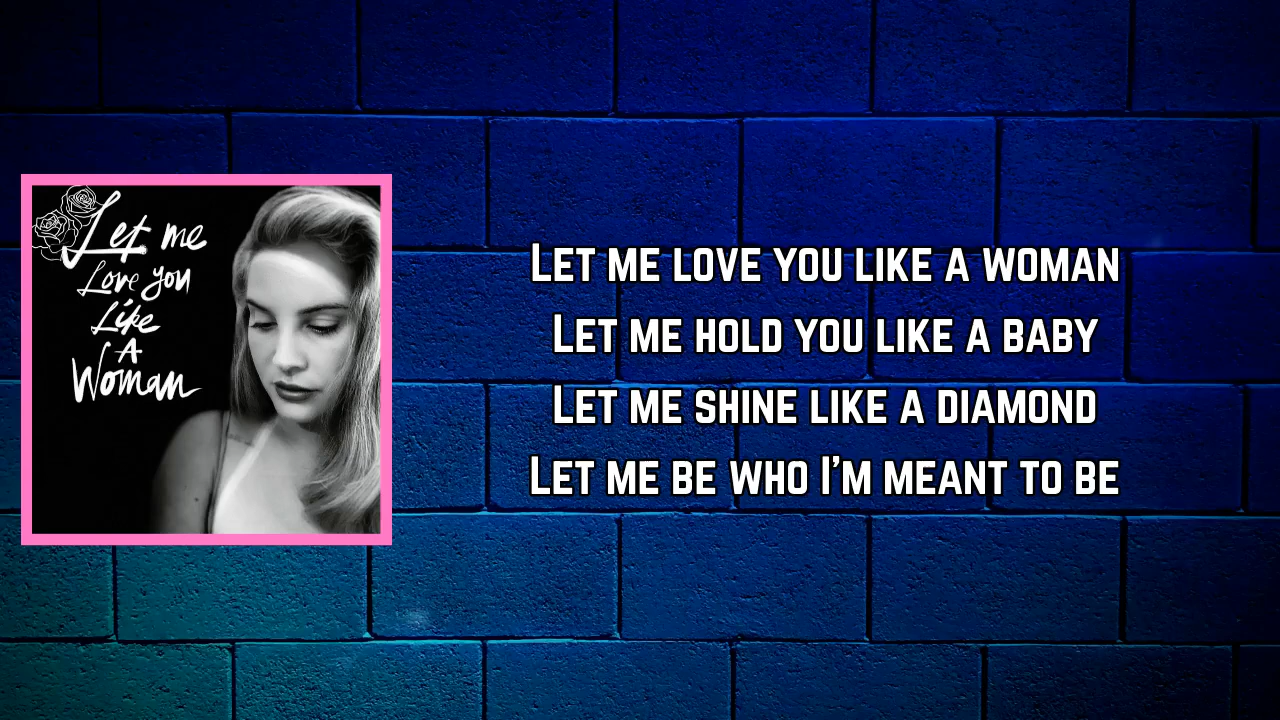 Let me
Love you
Like
A
Woman
Let me love you like a woman
Let me hold you like a baby
Let me shine like a diamond
Let me be who I'm meant to be